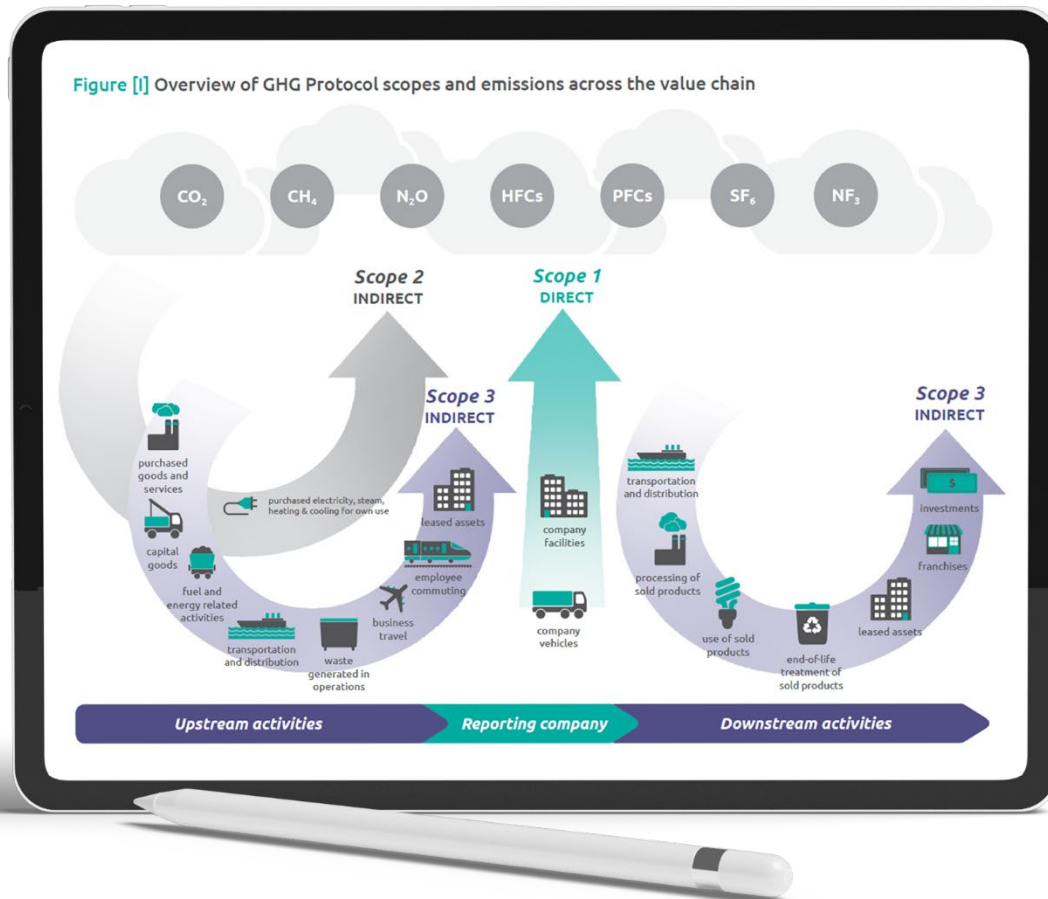 Figure [I] Overview of GHG Protocol scopes and emissions across the value chain
CO₂
CH₄
N₂O
HFCs
PFCs
SF₆
NF₃
Scope 2
INDIRECT
Scope 1
DIRECT
Scope 3
INDIRECT
Scope 3
INDIRECT
purchased
goods and
services
capital
goods
fuel and
energy related
activities
purchased electricity, steam,
heating & cooling for own use
transportation
and distribution
waste
generated in
operations
business
travel
employee
commuting
leased assets
company
facilities
company
vehicles
transportation
and distribution
processing of
sold products
use of sold
products
end-of-life
treatment of
sold products
leased assets
franchises
investments
$
Upstream activities
Reporting company
Downstream activities